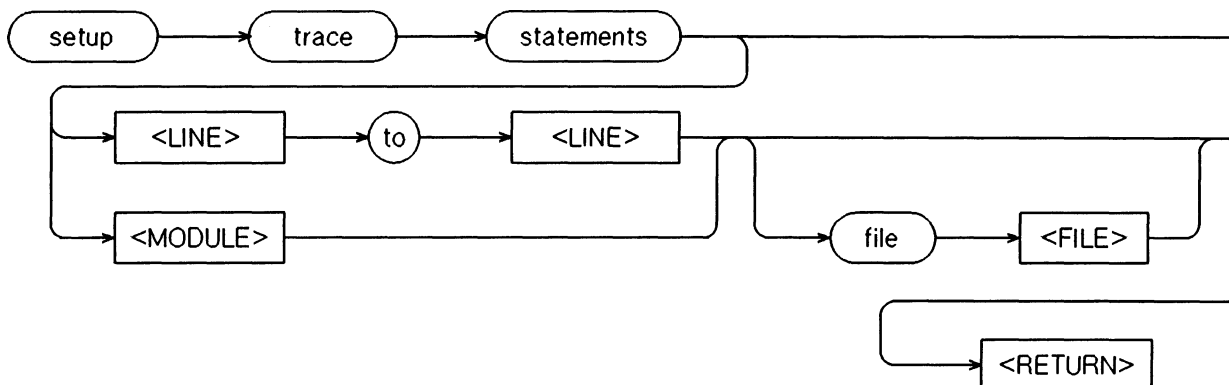 setup trace statements
<LINE> to <LINE>
<MODULE> file <FILE>
<RETURN>